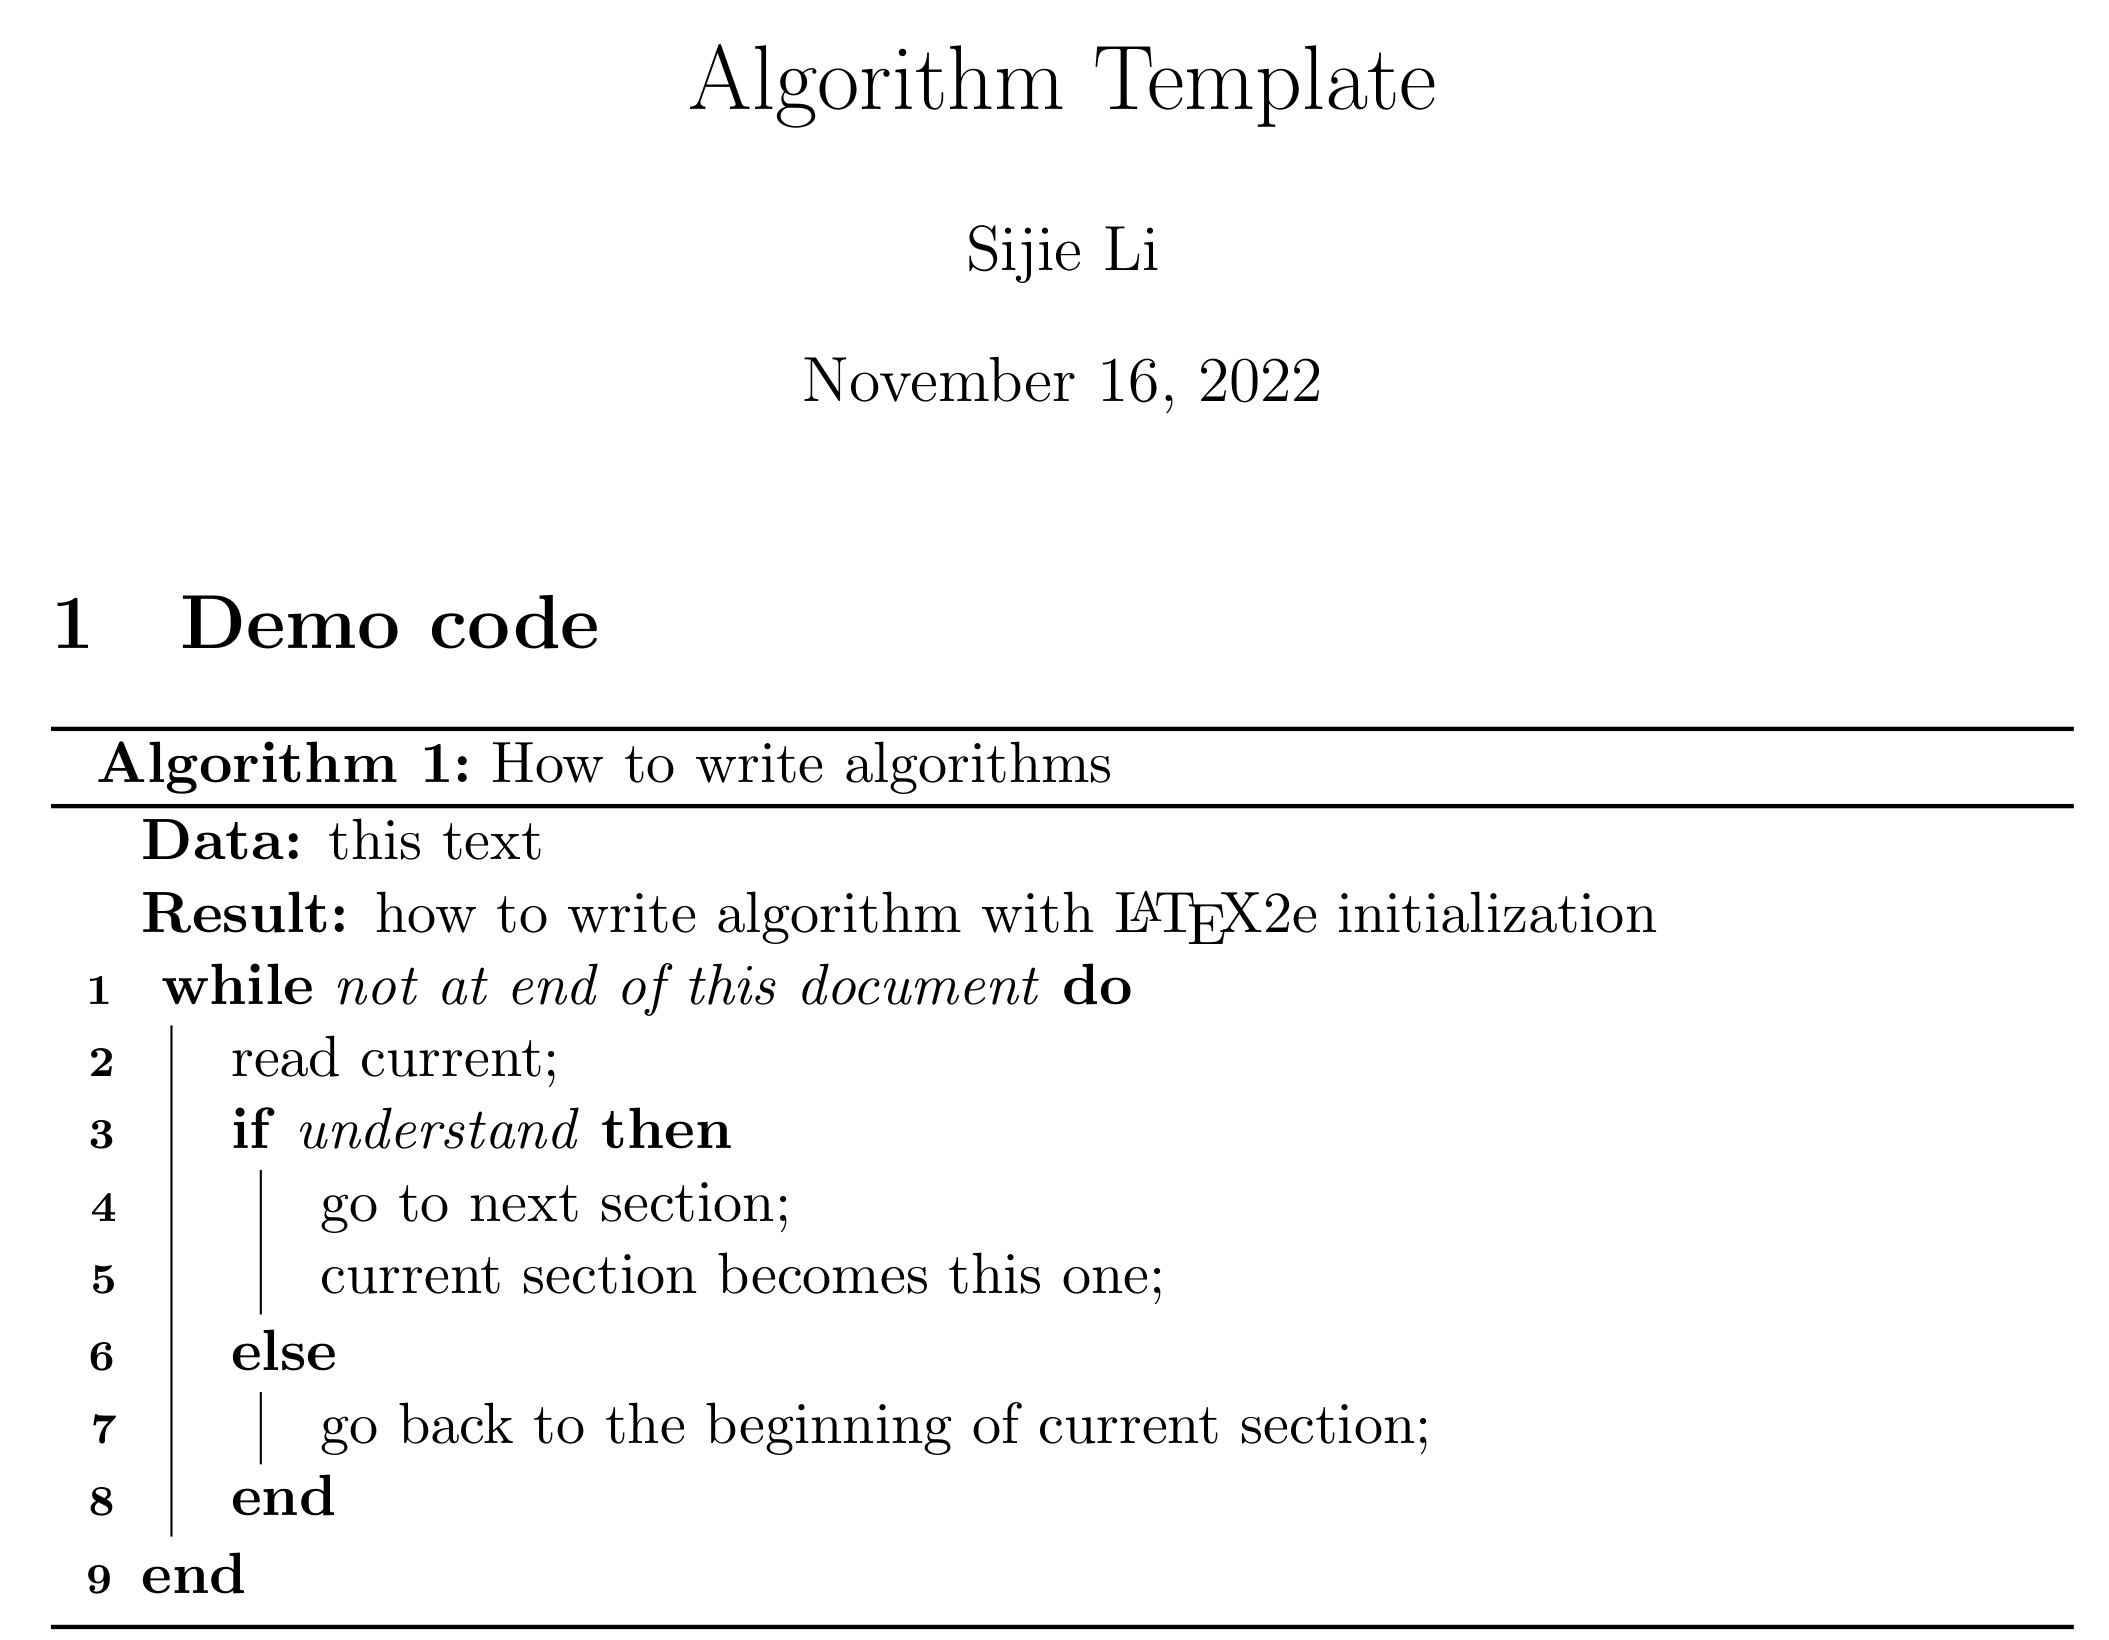 Algorithm Template
Sijie Li
November 16, 2022
1 Demo code
Algorithm 1: How to write algorithms
Data: this text
Result: how to write algorithm with LATEX2e initialization
1 while not at end of this document do
2 read current;
3 if understand then
4 go to next section;
5 current section becomes this one;
6 else
7 go back to the beginning of current section;
8 end
9 end